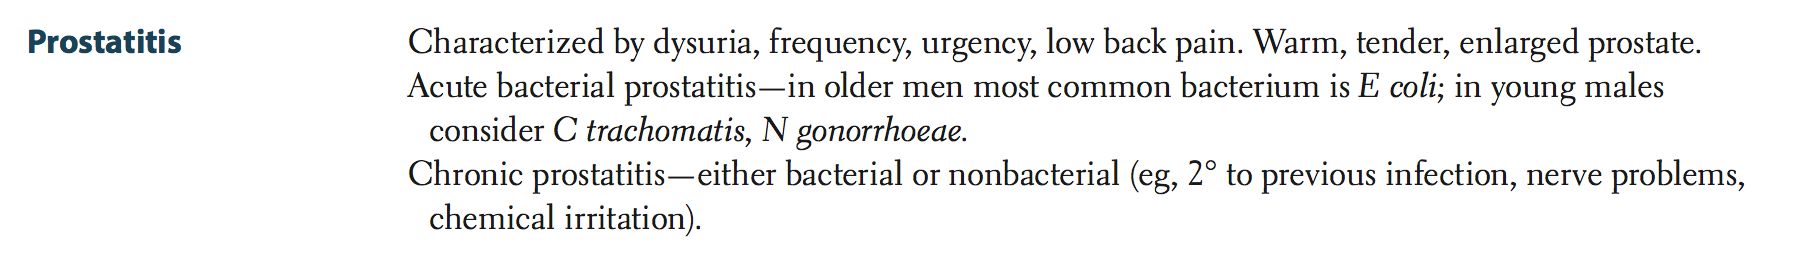 Prostatitis
Characterized by dysuria, frequency, urgency, low back pain. Warm, tender, enlarged prostate.
Acute bacterial prostatitis—in older men most common bacterium is E coli; in young males
consider C trachomatis, N gonorrhoeae.
Chronic prostatitis—either bacterial or nonbacterial (eg, 2° to previous infection, nerve problems,
chemical irritation).